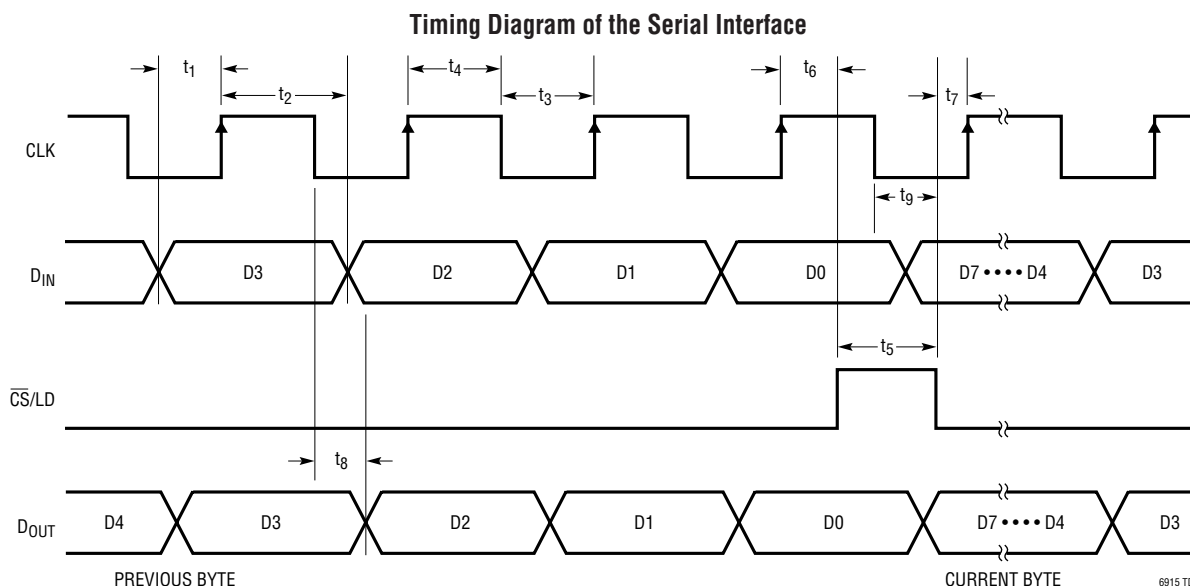 Timing Diagram of the Serial Interface
t1 t4 t6
t2 t3 t7
CLK
t9
DIN D3 D2 D1 D0 D7 •••• D4 D3
t5
CS/LD
t8
DOUT D4 D3 D2 D1 D0 D7 •••• D4 D3
PREVIOUS BYTE CURRENT BYTE